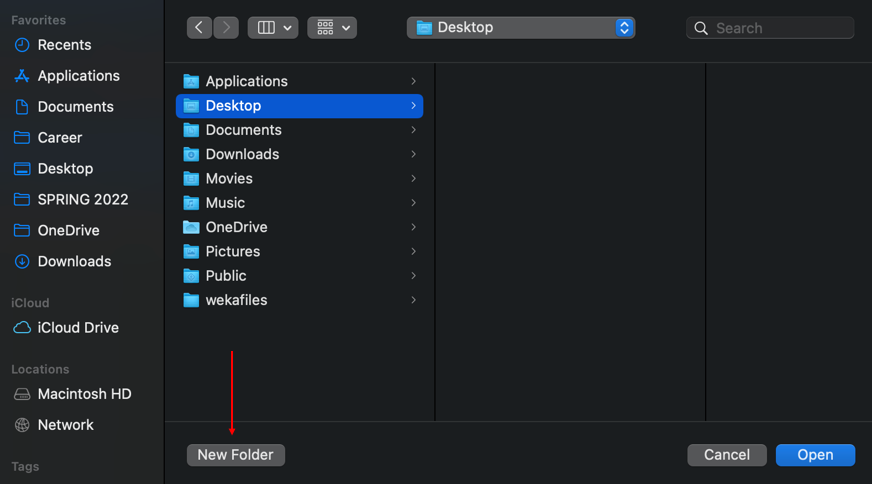 Favorites
Recents
Applications
Documents
Career
Desktop
SPRING 2022
OneDrive
Downloads
iCloud
iCloud Drive
Locations
Macintosh HD
Network
Tags
Desktop
Search
Applications
Desktop
Documents
Downloads
Movies
Music
OneDrive
Pictures
Public
wekafiles
New Folder
Cancel
Open